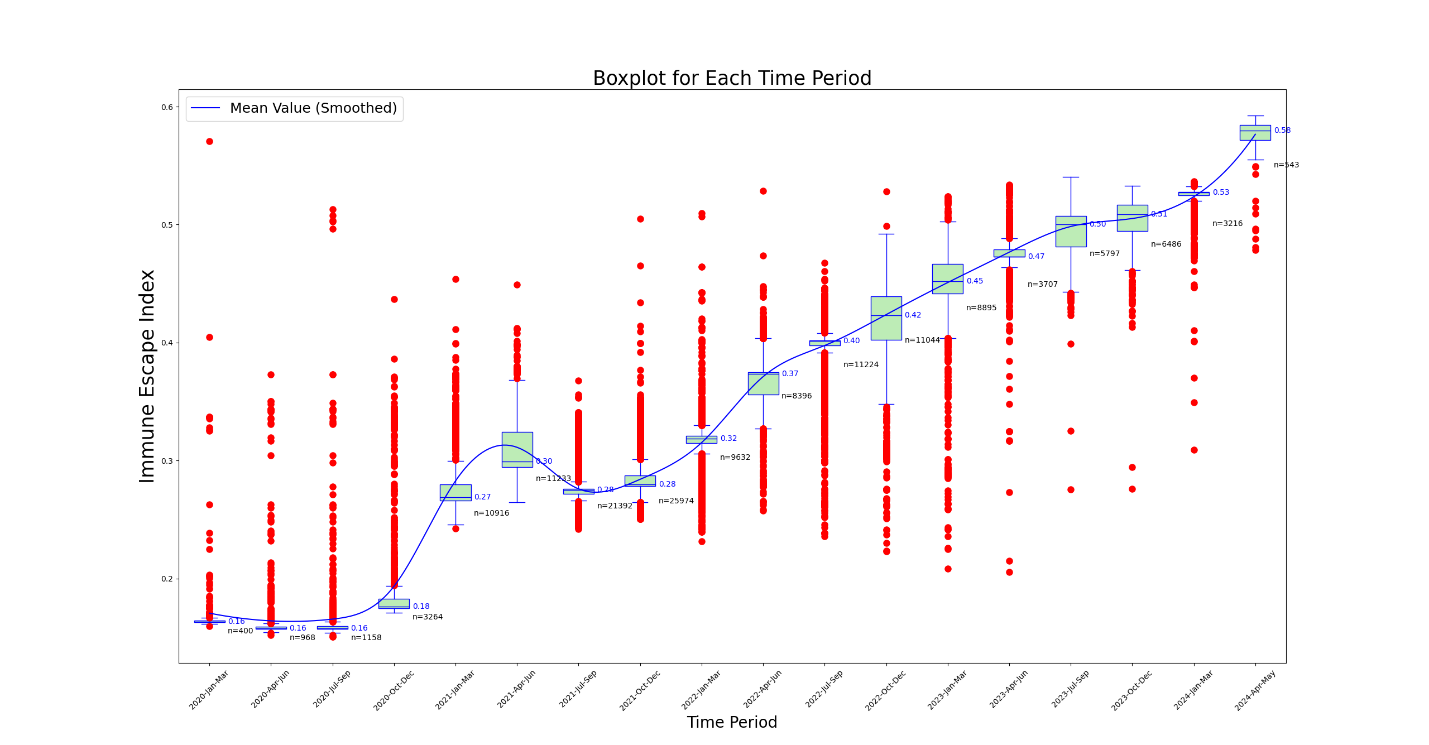 Boxplot for Each Time Period
Mean Value (Smoothed)
Immune Escape Index
0.6
0.5
0.4
0.3
0.2
0.16
n=400
0.16
n=968
0.16
n=1158
0.18
n=3264
0.27
n=10916
0.30
n=11233
0.28
n=21392
0.28
n=25974
0.32
n=9632
0.37
n=8396
0.40
n=11224
0.42
n=11044
0.45
n=8895
0.47
n=3707
0.50
n=5797
0.51
n=6486
0.53
n=3216
0.58
n=543
2020-Jan-Mar
2020-Apr-Jun
2020-Jul-Sep
2020-Oct-Dec
2021-Jan-Mar
2021-Apr-Jun
2021-Jul-Sep
2021-Oct-Dec
2022-Jan-Mar
2022-Apr-Jun
2022-Jul-Sep
2022-Oct-Dec
2023-Jan-Mar
2023-Apr-Jun
2023-Jul-Sep
2023-Oct-Dec
2024-Jan-Mar
2024-Apr-May
Time Period